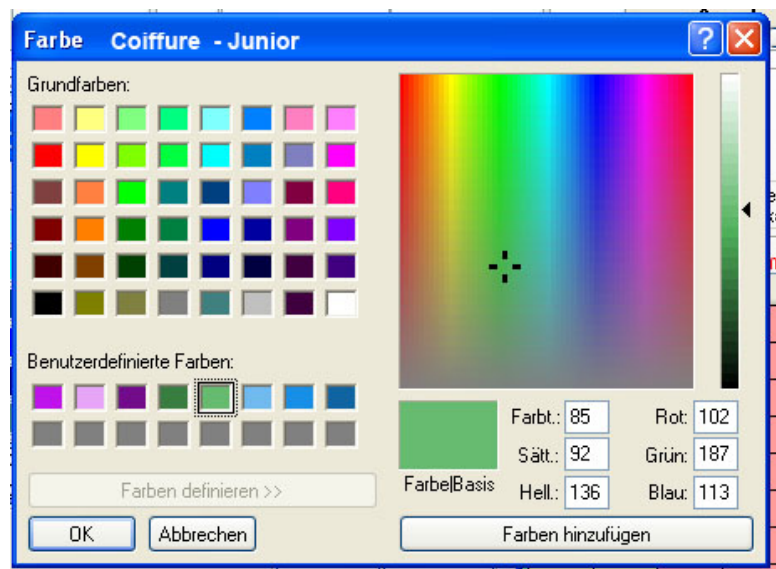 Farbe Coiffure - Junior
Grundfarben:
Benutzerdefinierte Farben:
Farben definieren >>
OK
Abbrechen
Farbe|Basis
Farbt.: 85
Sätt.: 92
Hell.: 136
Rot: 102
Grün: 187
Blau: 113
Farben hinzufügen